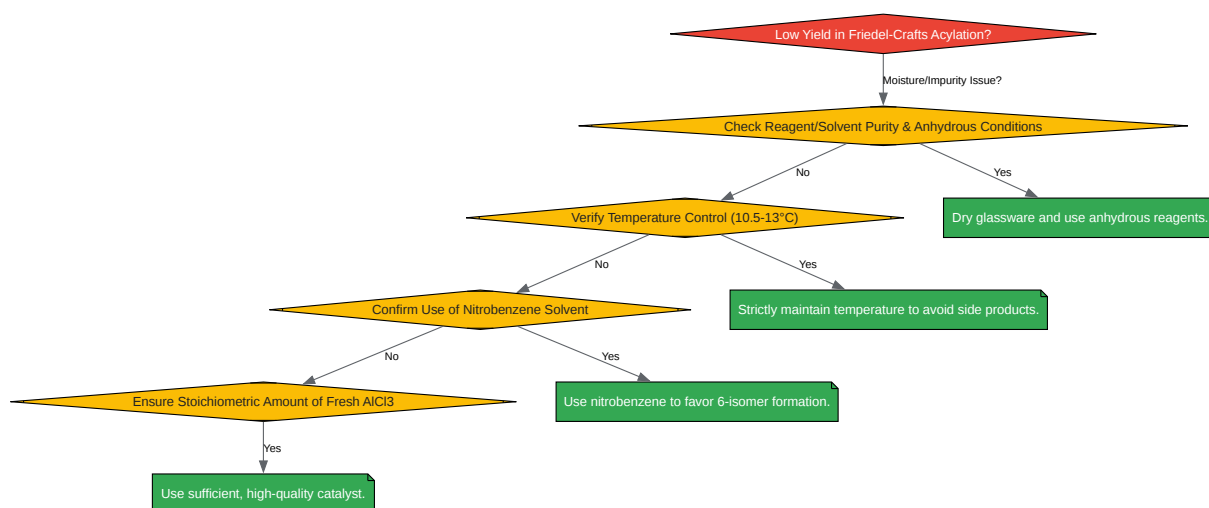 Low Yield in Friedel-Crafts Acylation?
Moisture/Impurity Issue?
Check Reagent/Solvent Purity & Anhydrous Conditions
No
Yes
Verify Temperature Control (10.5-13°C)
Dry glassware and use anhydrous reagents.
No
Yes
Confirm Use of Nitrobenzene Solvent
Strictly maintain temperature to avoid side products.
No
Yes
Ensure Stoichiometric Amount of Fresh AlCl3
Use nitrobenzene to favor 6-isomer formation.
Yes
Use sufficient, high-quality catalyst.